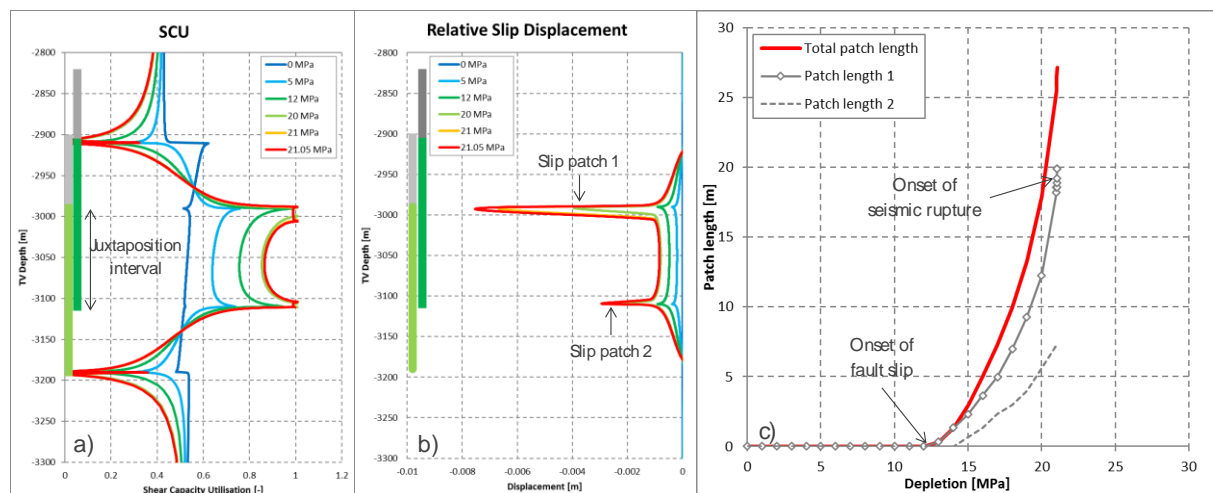 SCU
-2800
-2850
-2900
-2950
-3000
-3050
-3100
-3150
-3200
-3250
-3300
TV Depth [m]
0 MPa
5 MPa
12 MPa
20 MPa
21 MPa
21.05 MPa
Juxtaposition
interval
a)
0 0.2 0.4 0.6 0.8 1 1.2
Shear Capacity Utilisation [-]
Relative Slip Displacement
-2800
-2850
-2900
-2950
-3000
-3050
-3100
-3150
-3200
-3250
-3300
TV Depth [m]
0 MPa
5 MPa
12 MPa
20 MPa
21 MPa
21.05 MPa
Slip patch 1
Slip patch 2
b)
-0.01 -0.008 -0.006 -0.004 -0.002 0
Displacement [m]
30
25
20
15
10
5
0
Patch length [m]
Total patch length
Patch length 1
Patch length 2
Onset of
seismic rupture
Onset of
fault slip
c)
0 5 10 15 20 25 30
Depletion [MPa]